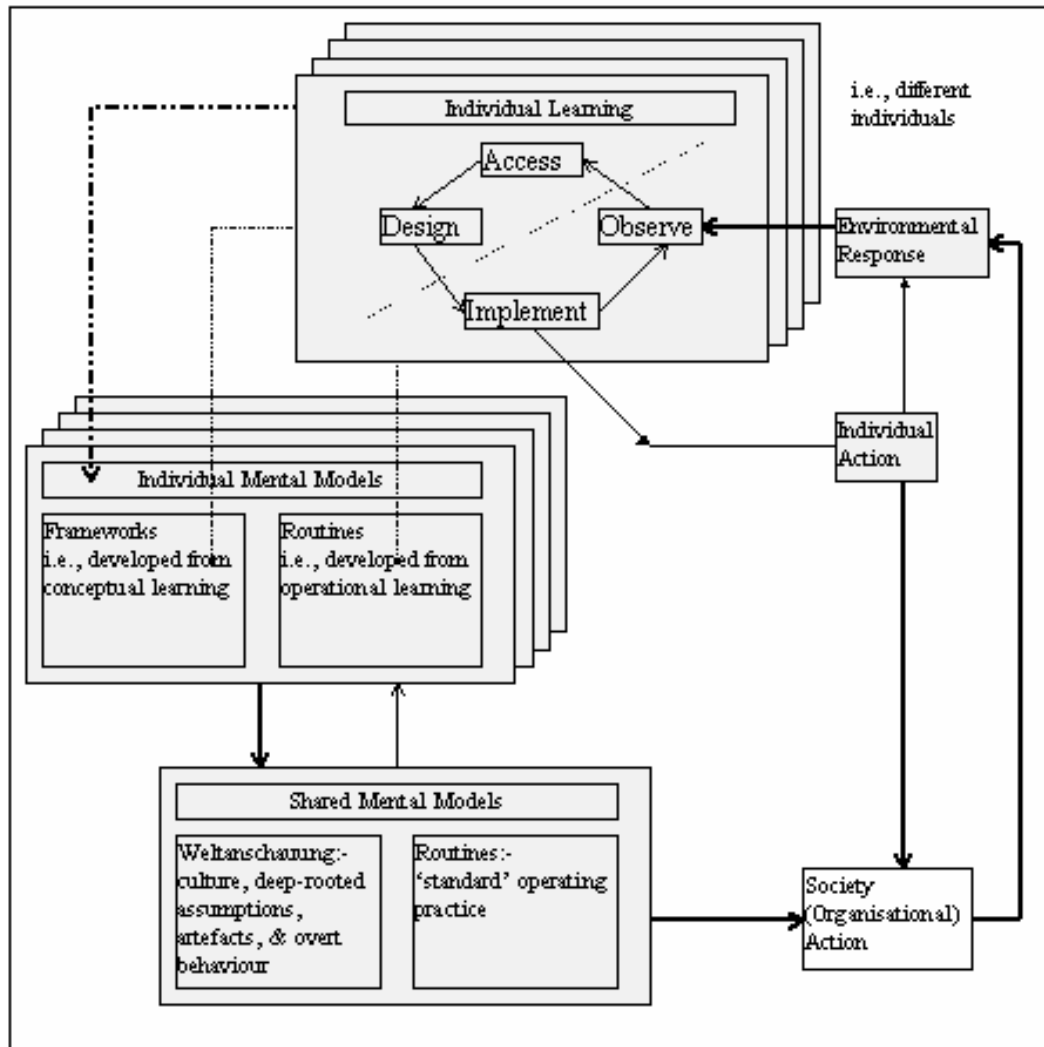 Individual Learning
i.e., different
individuals
Access
Design
Observe
Implement
Environmental
Response
Individual
Action
Individual Mental Models
Frameworks
i.e., developed from
conceptual learning
Routines
i.e., developed from
operational learning
Shared Mental Models
Weltanschauung:-
culture, deep-rooted
assumptions,
artefacts, & overt
behaviour
Routines:-
‘standard’ operating
practice
Society
(Organisational)
Action